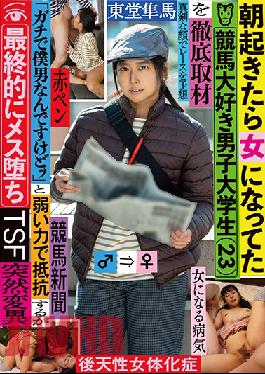 朝起きたら女になってた
競馬大好き男子大学生(23)
東堂隼馬
を徹底取材
赤ペン
「ガチで僕男なんですけどっ」
と弱い力で抵抗するが
最終的にメス堕ち
TSF
突然変異
競馬新聞
♂⇨♀
女になる病気
後天性女体化症